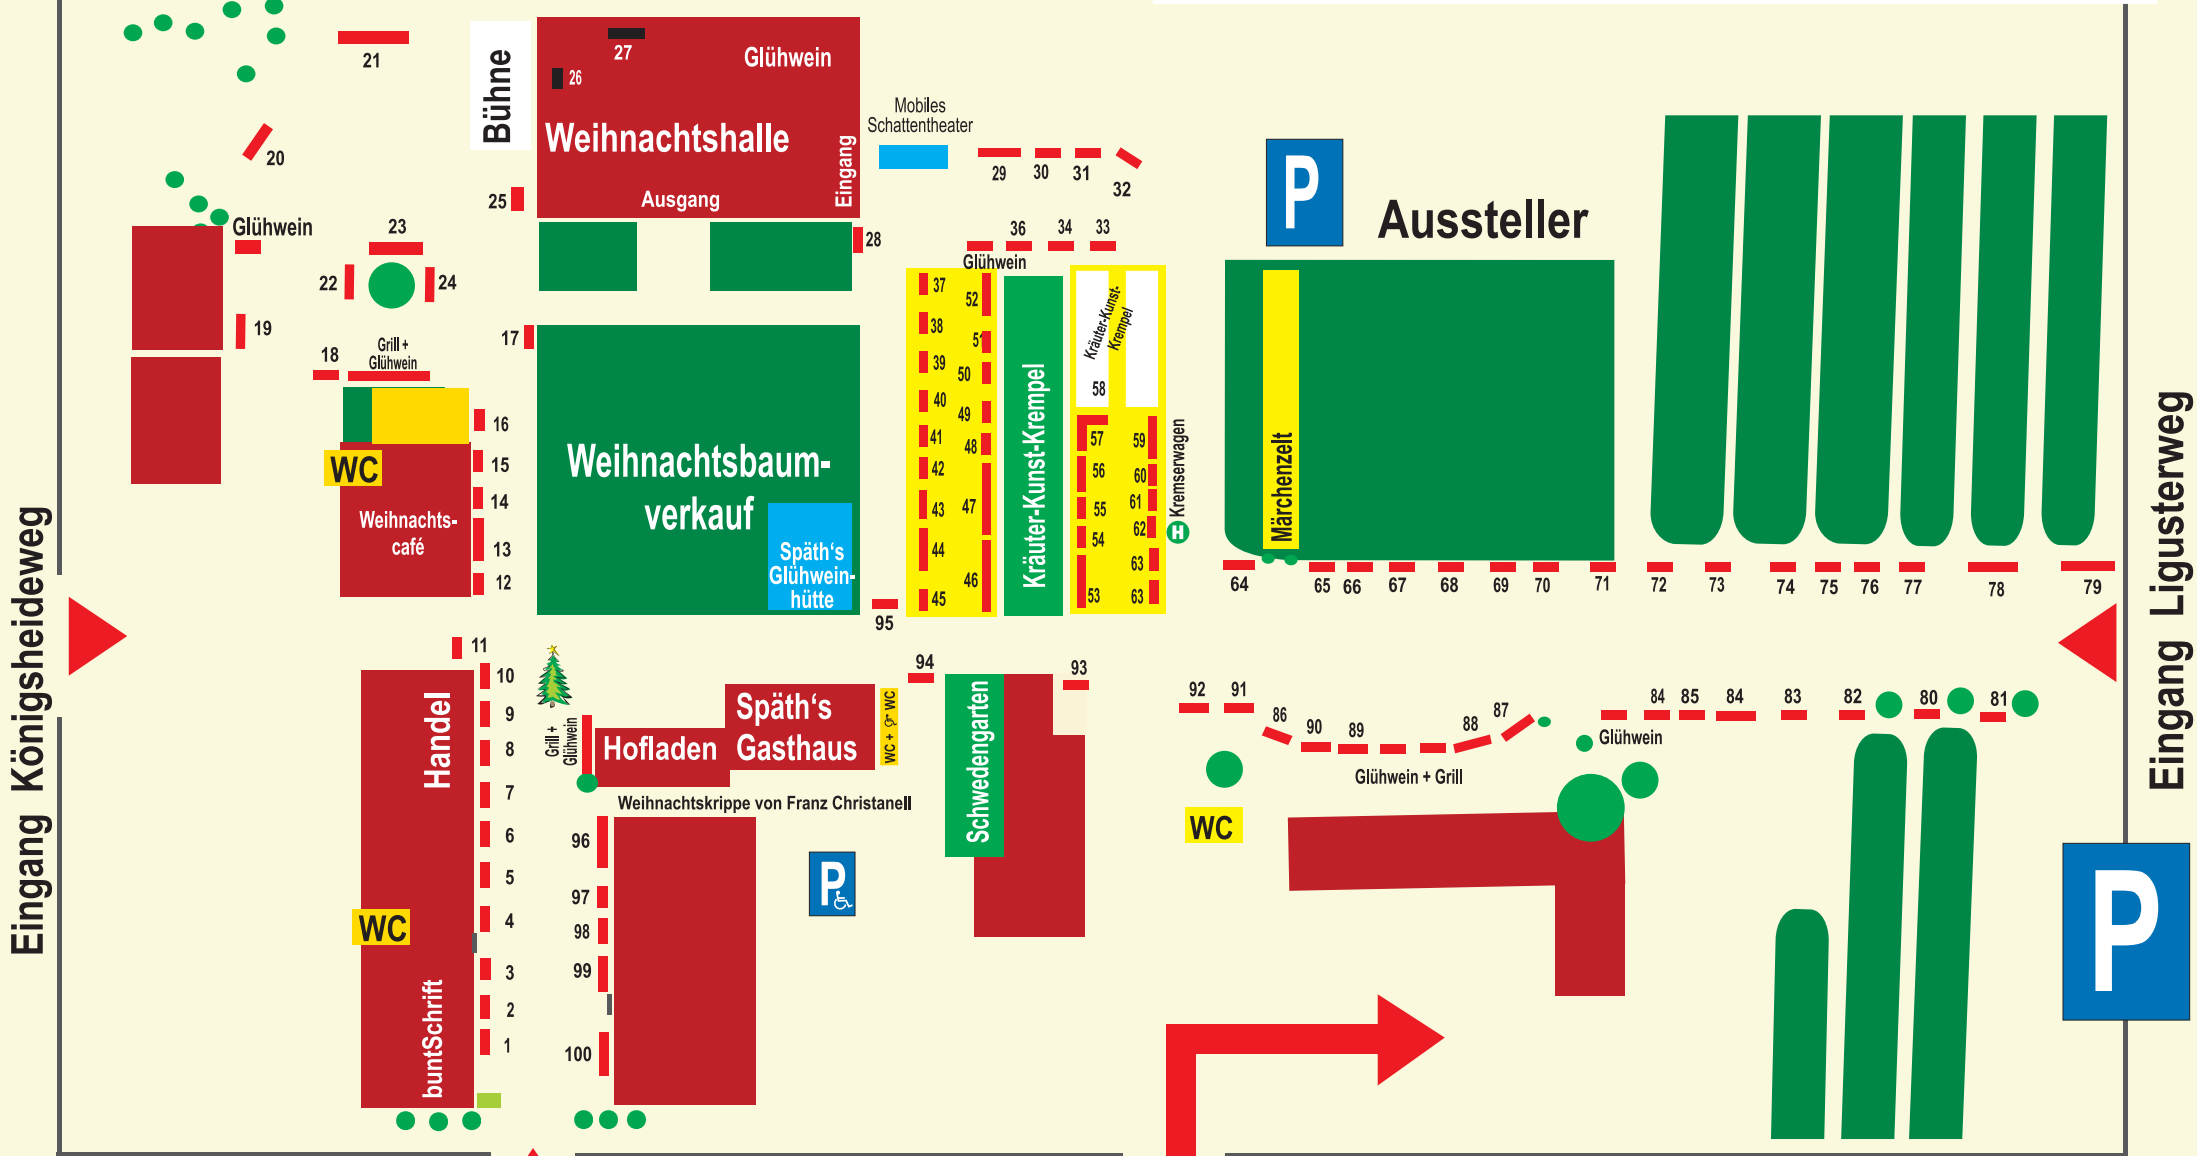 21
Bühne
27
26
Glühwein
Weihnachtshalle
Eingang
Ausgang
Mobiles
Schattentheater
20
25
28
29
30
31
32
P
Aussteller
Glühwein
23
22
24
19
18
Grill +
Glühwein
17
36
34
33
Glühwein
37
38
39
40
41
42
43
44
45
52
51
50
49
48
47
46
Kräuter-Kunst-Krempel
Kräuter-Kunst-
Krempel
58
57
56
55
54
53
59
60
61
62
63
63
H
Kremserwagen
Märchenzelt
16
15
14
13
12
WC
Weihnachts-
café
Weihnachtsbaum-
verkauf
Späth's
Glühwein-
hütte
95
64
65
66
67
68
69
70
71
72
73
74
75
76
77
78
79
Eingang Königsheideweg
Eingang Ligusterweg
11
10
9
8
7
6
5
4
3
2
1
Handel
WC
buntSchrift
Grill +
Glühwein
Hofladen
Späth's
Gasthaus
WC + WC
94
93
Schwedengarten
Weihnachtskrippe von Franz Christanell
96
97
98
99
100
P
92
91
86
90
89
88
87
Glühwein + Grill
WC
Glühwein
84
85
84
83
82
80
81
P